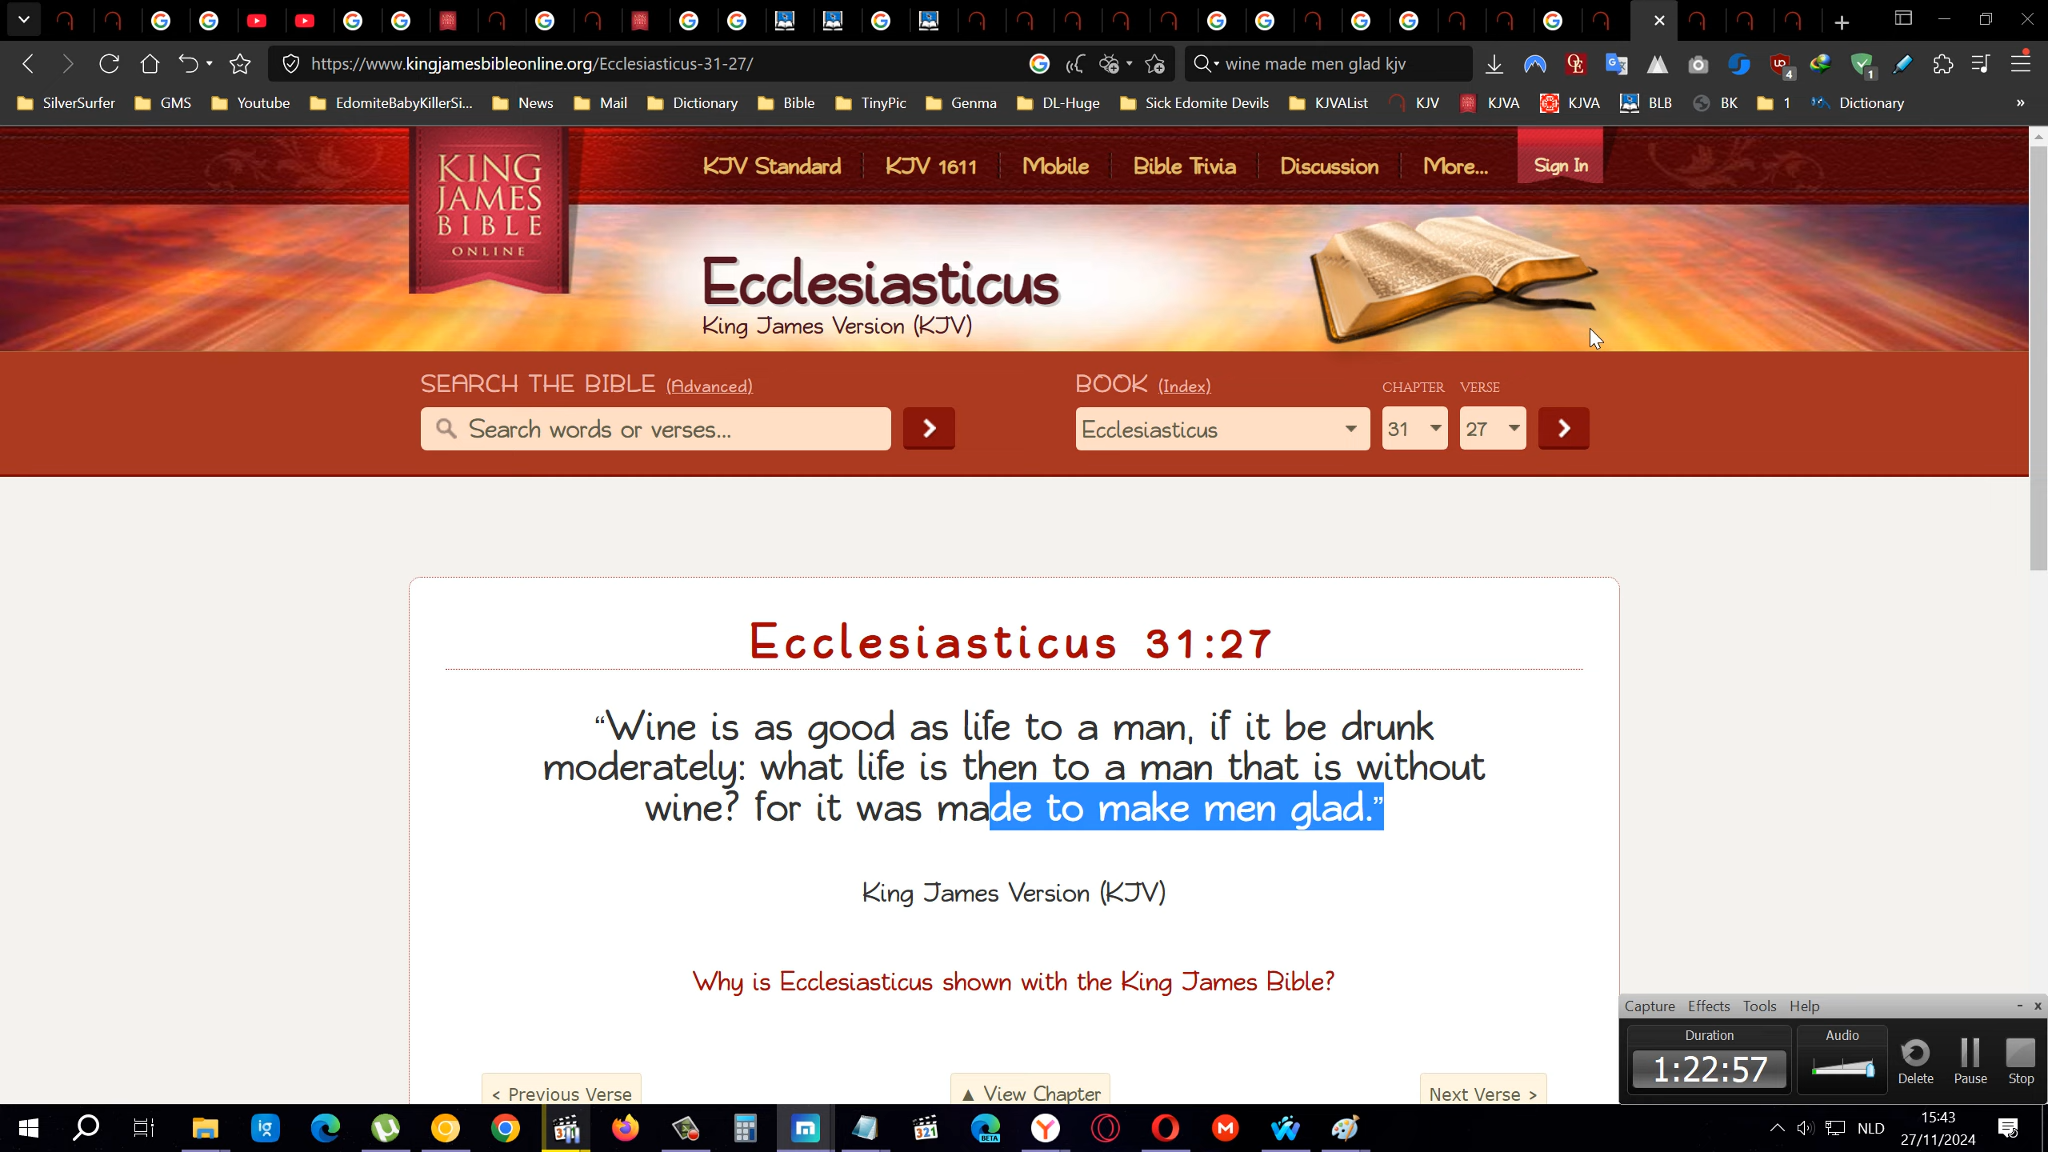 https://www.kingjamesbibleonline.org/Ecclesiasticus-31-27/
wine made men glad kjv
SilverSurfer GMS Youtube EdomiteBabyKillerSi... News Mail Dictionary Bible TinyPic Genma DL-Huge Sick Edomite Devils KJVAList KJV KJVA KJVA BLB BK 1 Dictionary »
KING
JAMES
BIBLE
ONLINE
KJV Standard KJV 1611 Mobile Bible Trivia Discussion More... Sign In
Ecclesiasticus
King James Version (KJV)
SEARCH THE BIBLE (Advanced)
Search words or verses...
BOOK (Index) CHAPTER VERSE
Ecclesiasticus 31 27
Ecclesiasticus 31:27
“Wine is as good as life to a man, if it be drunk
moderately: what life is then to a man that is without
wine? for it was made to make men glad.”
King James Version (KJV)
Why is Ecclesiasticus shown with the King James Bible?
< Previous Verse ▲ View Chapter Next Verse >
Capture Effects Tools Help
Duration Audio
1:22:57
Delete Pause Stop
NLD
15:43
27/11/2024